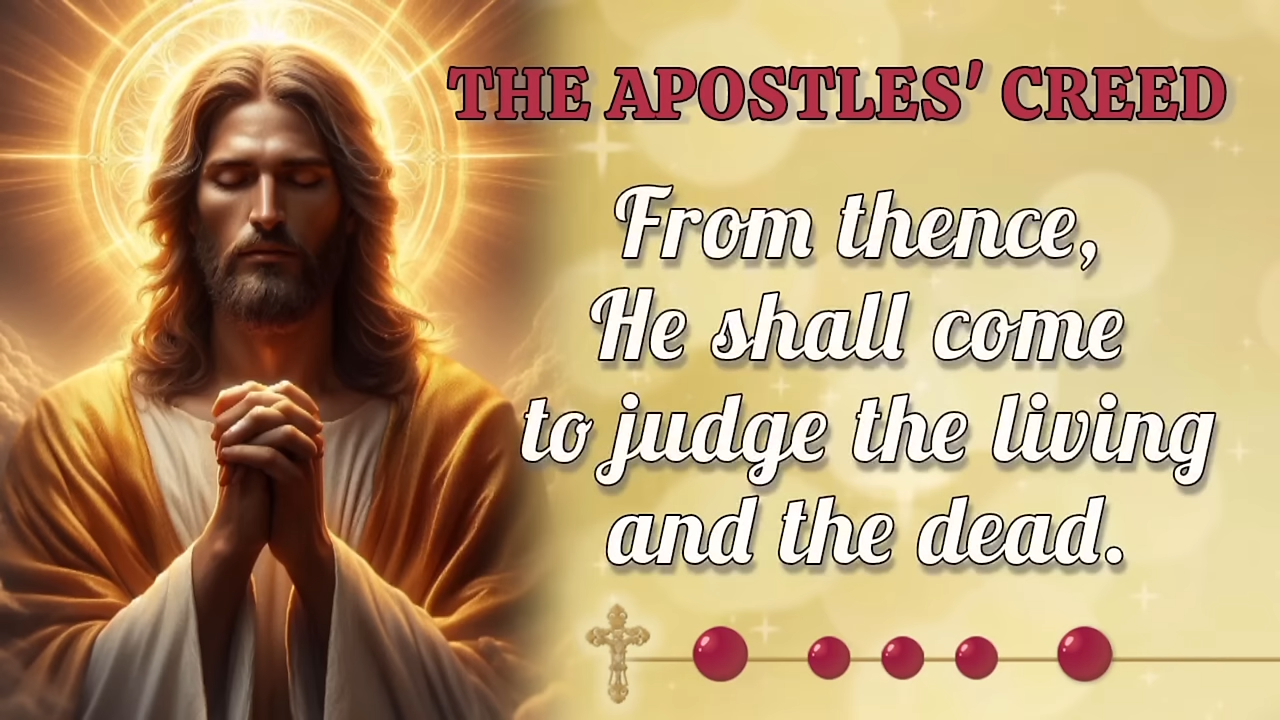 THE APOSTLES' CREED
From thence,
He shall come
to judge the living
and the dead.